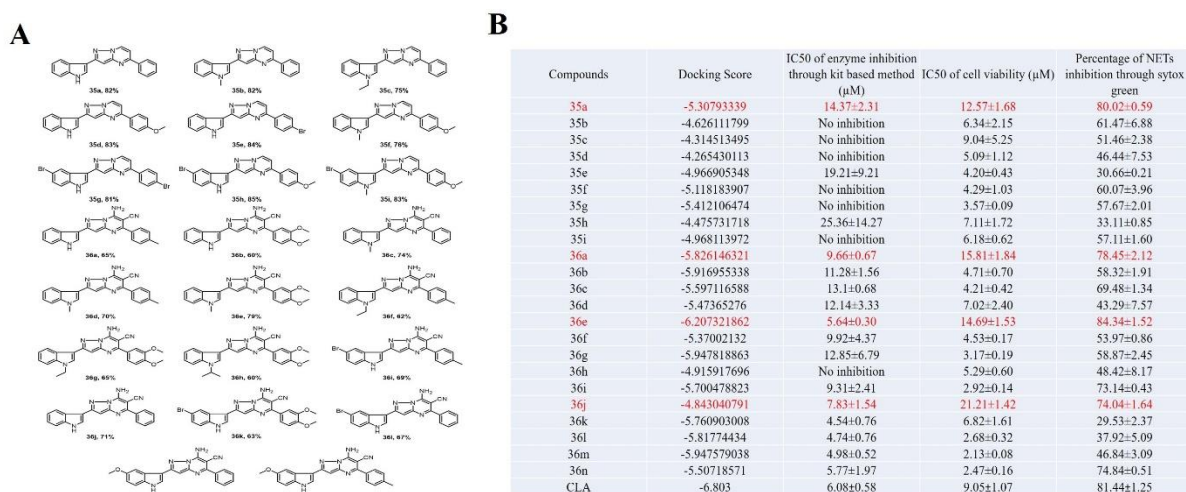 A
35a, 82% 35b, 82% 35c, 75%
35d, 83% 35e, 84% 35f, 76%
35g, 81% 35h, 85% 35i, 83%
36a, 65% 36b, 60% 36c, 74%
36d, 70% 36e, 79% 36f, 62%
36g, 65% 36h, 60% 36i, 69%
36j, 71% 36k, 63% 36l, 67%
B
Compounds Docking Score IC50 of enzyme inhibition through kit based method (µM) IC50 of cell viability (µM) Percentage of NETs inhibition through sytox green
35a -5.30793339 14.37±2.31 12.57±1.68 80.02±0.59
35b -4.626111799 No inhibition 6.34±2.15 61.47±6.88
35c -4.314513495 No inhibition 9.04±5.25 51.46±2.38
35d -4.265430113 No inhibition 5.09±1.12 46.44±7.53
35e -4.966905348 19.21±9.21 4.20±0.43 30.66±0.21
35f -5.118183907 No inhibition 4.29±1.03 60.07±3.96
35g -5.412106474 No inhibition 3.57±0.09 57.67±2.01
35h -4.475731718 25.36±14.27 7.11±1.72 33.11±0.85
35i -4.968113972 No inhibition 6.18±0.62 57.11±1.60
36a -5.826146321 9.66±0.67 15.81±1.84 78.45±2.12
36b -5.916955338 11.28±1.56 4.71±0.70 58.32±1.91
36c -5.597116588 13.1±0.68 4.21±0.42 69.48±1.34
36d -5.47365276 12.14±3.33 7.02±2.40 43.29±7.57
36e -6.207321862 5.64±0.30 14.69±1.53 84.34±1.52
36f -5.37002132 9.92±4.37 4.53±0.17 53.97±0.86
36g -5.947818863 12.85±6.79 3.17±0.19 58.87±2.45
36h -4.915917696 No inhibition 5.29±0.60 48.42±8.17
36i -5.700478823 9.31±2.41 2.92±0.14 73.14±0.43
36j -4.843040791 7.83±1.54 21.21±1.42 74.04±1.64
36k -5.760903008 4.54±0.76 6.82±1.61 29.53±2.37
36l -5.81774434 4.74±0.76 2.68±0.32 37.92±5.09
36m -5.947579038 4.98±0.52 2.13±0.08 46.84±3.09
36n -5.50718571 5.77±1.97 2.47±0.16 74.84±0.51
CLA -6.803 6.08±0.58 9.05±1.07 81.44±1.25